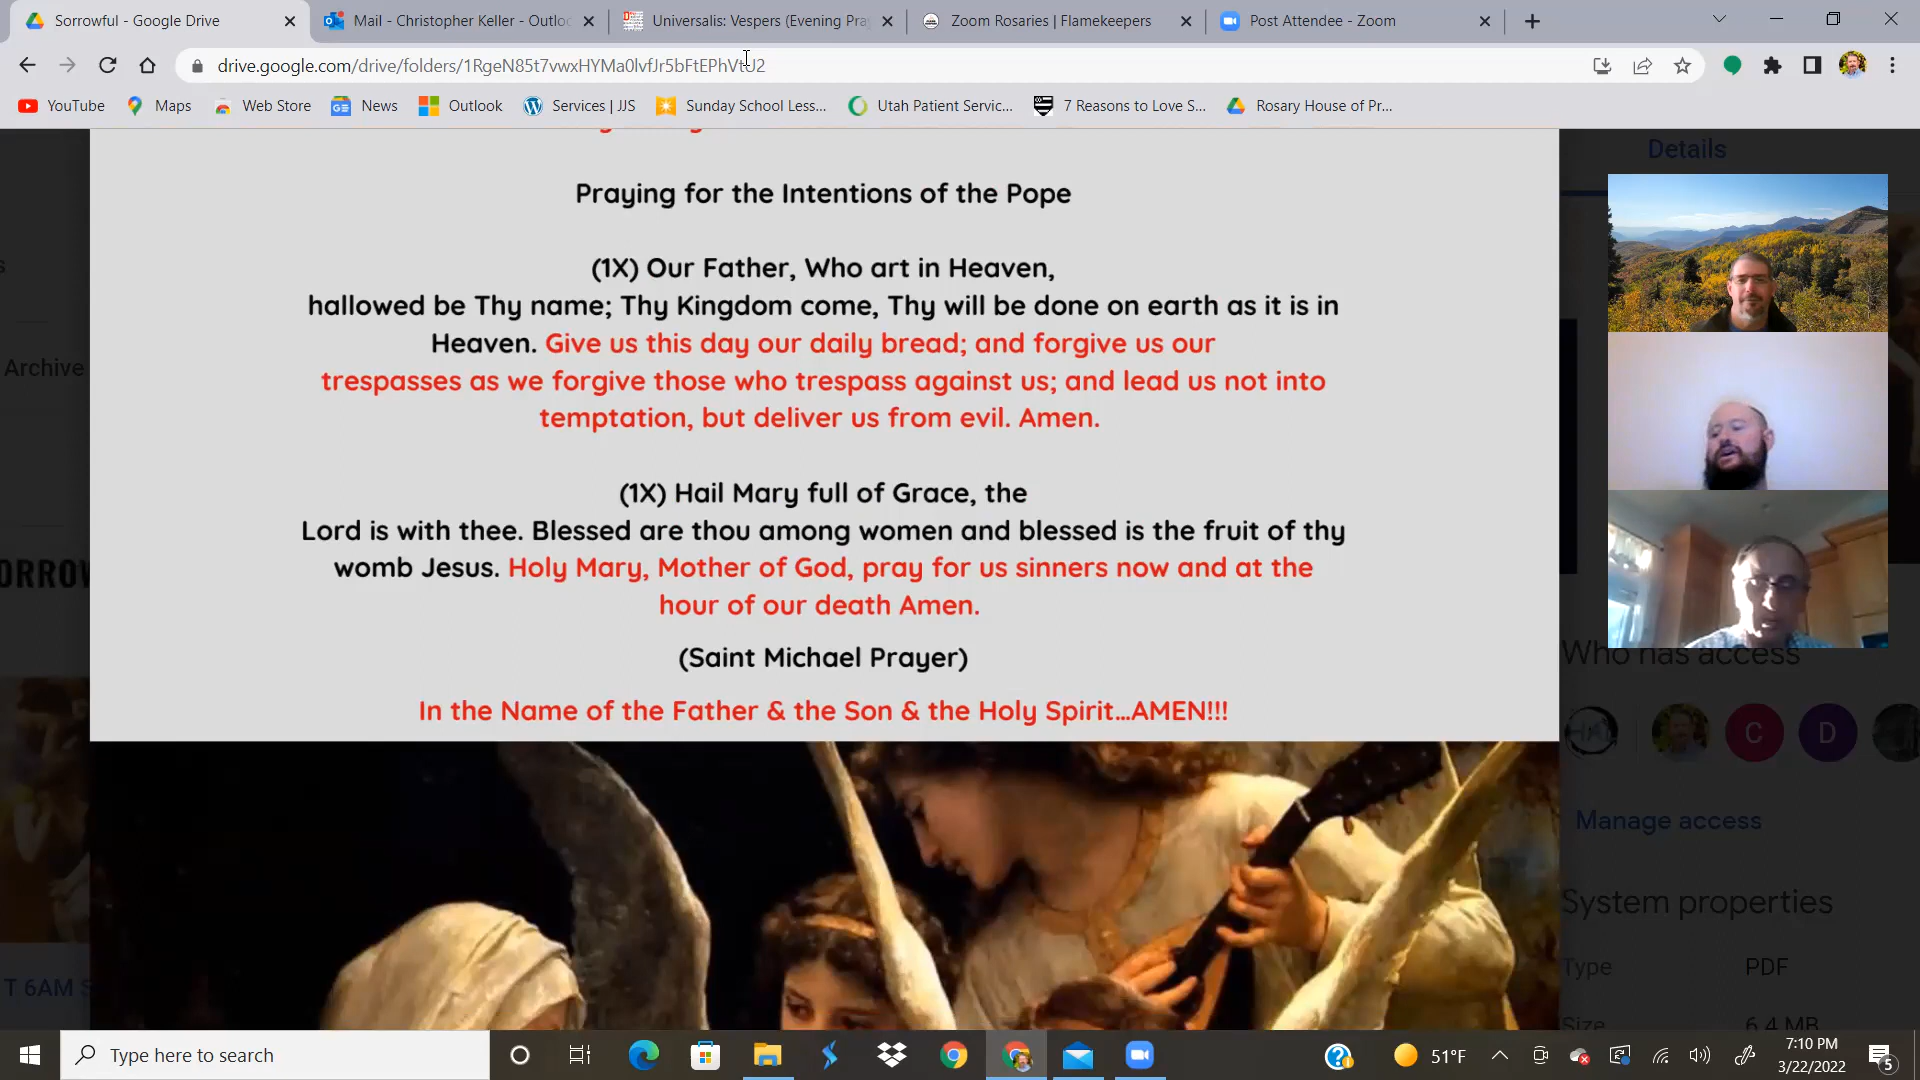 Sorrowful - Google Drive
Mail - Christopher Keller - Outloo
Universalis: Vespers (Evening Pra
Zoom Rosaries | Flamekeepers
Post Attendee - Zoom
drive.google.com/drive/folders/1RgeN85t7vwxHYMa0lvfJr5bFtEPhVtU2
YouTube
Maps
Web Store
News
Outlook
Services | JJS
Sunday School Less...
Utah Patient Servic...
7 Reasons to Love S...
Rosary House of Pr...
Details
Praying for the Intentions of the Pope
(1X) Our Father, Who art in Heaven,
hallowed be Thy name; Thy Kingdom come, Thy will be done on earth as it is in
Heaven. Give us this day our daily bread; and forgive us our
trespasses as we forgive those who trespass against us; and lead us not into
temptation, but deliver us from evil. Amen.
Archive
(1X) Hail Mary full of Grace, the
Lord is with thee. Blessed are thou among women and blessed is the fruit of thy
womb Jesus. Holy Mary, Mother of God, pray for us sinners now and at the
hour of our death Amen.
ORROW
(Saint Michael Prayer)
Who has access
In the Name of the Father & the Son & the Holy Spirit...AMEN!!!
C
D
Manage access
System properties
Type PDF
T 6AM S
Size 6.4 MB
Type here to search
51°F
7:10 PM
3/22/2022
5